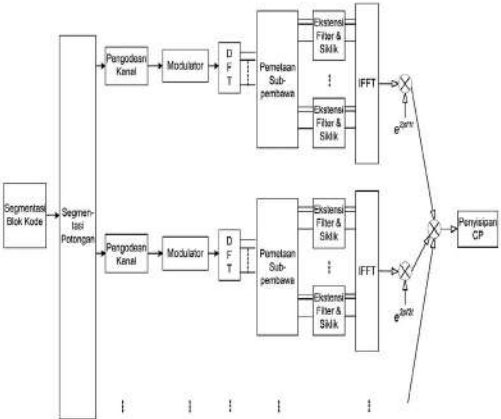 Segmentasi
Blok Kode
Segmen-
tasi
Potongan
Pengodean
Kanal
Modulator
D
F
T
Pemetaan
Sub-
pembawa
Ekstensi
Filter &
Siklik
Ekstensi
Filter &
Siklik
IFFT
Pengodean
Kanal
Modulator
D
F
T
Pemetaan
Sub-
pembawa
Ekstensi
Filter &
Siklik
Ekstensi
Filter &
Siklik
IFFT
Penyisipan
CP